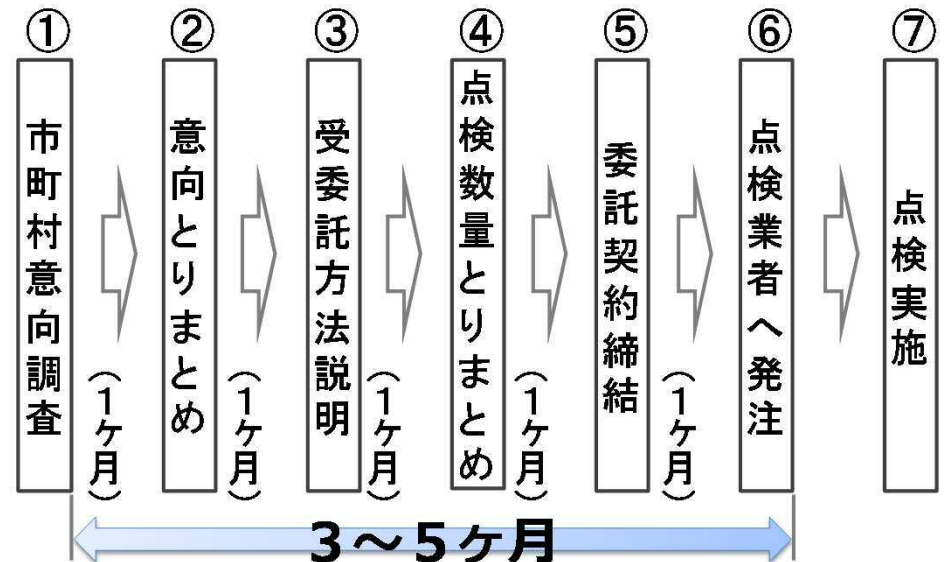 ①
市町村意向調査
(1ヶ月)
②
意向とりまとめ
(1ヶ月)
③
受委託方法説明
(1ヶ月)
④
点検数量とりまとめ
(1ヶ月)
⑤
委託契約締結
(1ヶ月)
⑥
点検業者へ発注
⑦
点検実施
3～5ヶ月